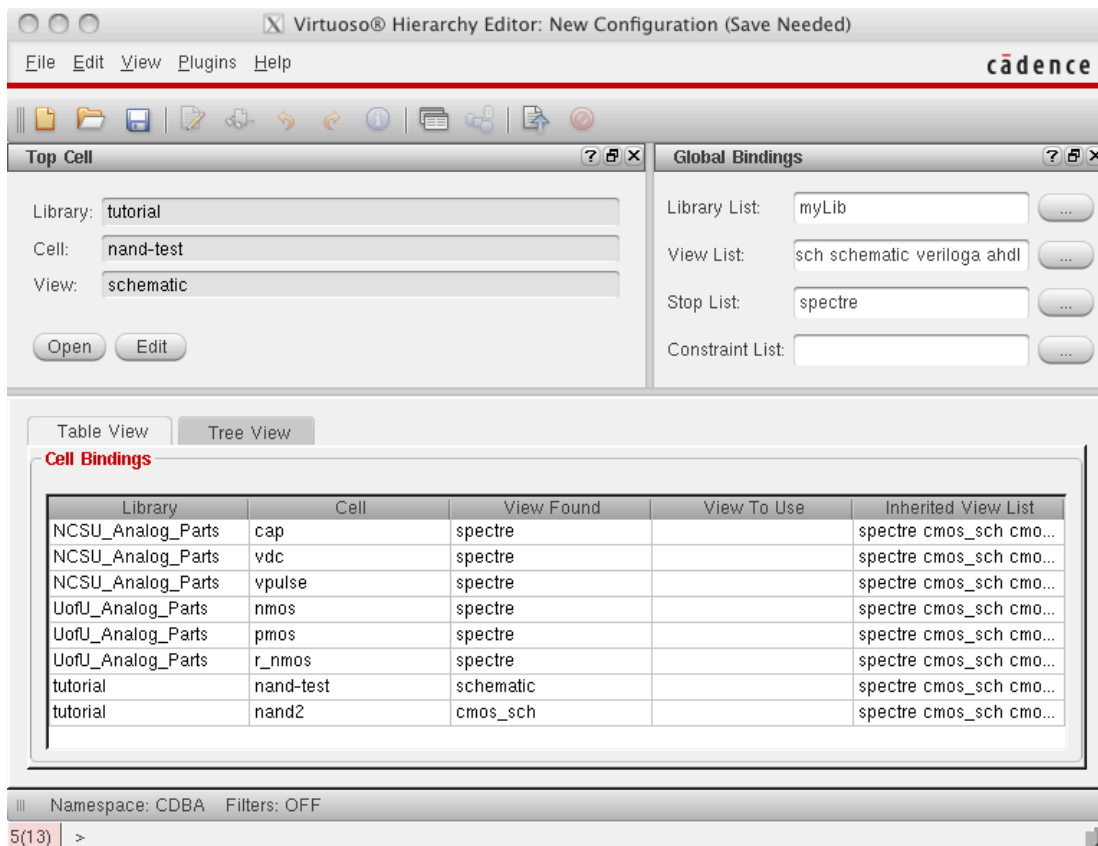 Virtuoso® Hierarchy Editor: New Configuration (Save Needed)
File Edit View Plugins Help
cādence
Top Cell
Library: tutorial
Cell: nand-test
View: schematic
Open Edit
Global Bindings
Library List: myLib ...
View List: sch schematic veriloga ahdl ...
Stop List: spectre ...
Constraint List: ...
Table View Tree View
Cell Bindings
Library Cell View Found View To Use Inherited View List
NCSU_Analog_Parts cap spectre spectre cmos_sch cmo...
NCSU_Analog_Parts vdc spectre spectre cmos_sch cmo...
NCSU_Analog_Parts vpulse spectre spectre cmos_sch cmo...
UofU_Analog_Parts nmos spectre spectre cmos_sch cmo...
UofU_Analog_Parts pmos spectre spectre cmos_sch cmo...
UofU_Analog_Parts r_nmos spectre spectre cmos_sch cmo...
tutorial nand-test schematic spectre cmos_sch cmo...
tutorial nand2 cmos_sch spectre cmos_sch cmo...
Namespace: CDBA Filters: OFF
5(13) >